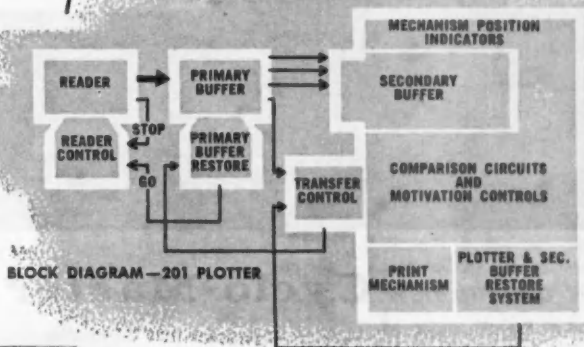 READER
PRIMARY
BUFFER
MECHANISM POSITION
INDICATORS
SECONDARY
BUFFER
STOP
READER
CONTROL
GO
PRIMARY
BUFFER
RESTORE
TRANSFER
CONTROL
COMPARISON CIRCUITS
AND
MOTIVATION CONTROLS
BLOCK DIAGRAM—201 PLOTTER
PRINT
MECHANISM
PLOTTER & SEC.
BUFFER
RESTORE
SYSTEM